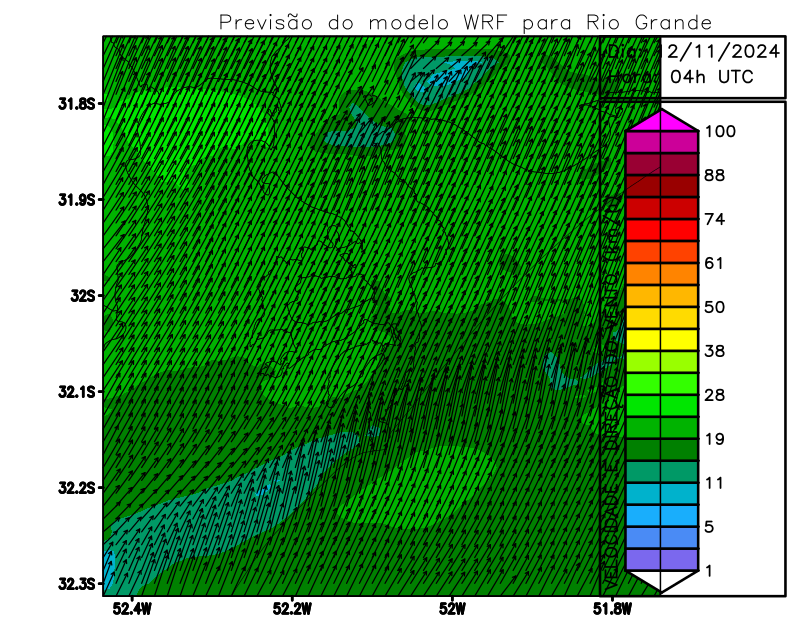 Previsão do modelo WRF para Rio Grande
Dia: 12/11/2024
Hora: 04h UTC
31.8S
31.9S
32S
32.1S
32.2S
32.3S
52.4W
52.2W
52W
51.8W
VELOCIDADE E DIREÇÃO DO VENTO (km/h)
100
88
74
61
50
38
28
19
11
5
1